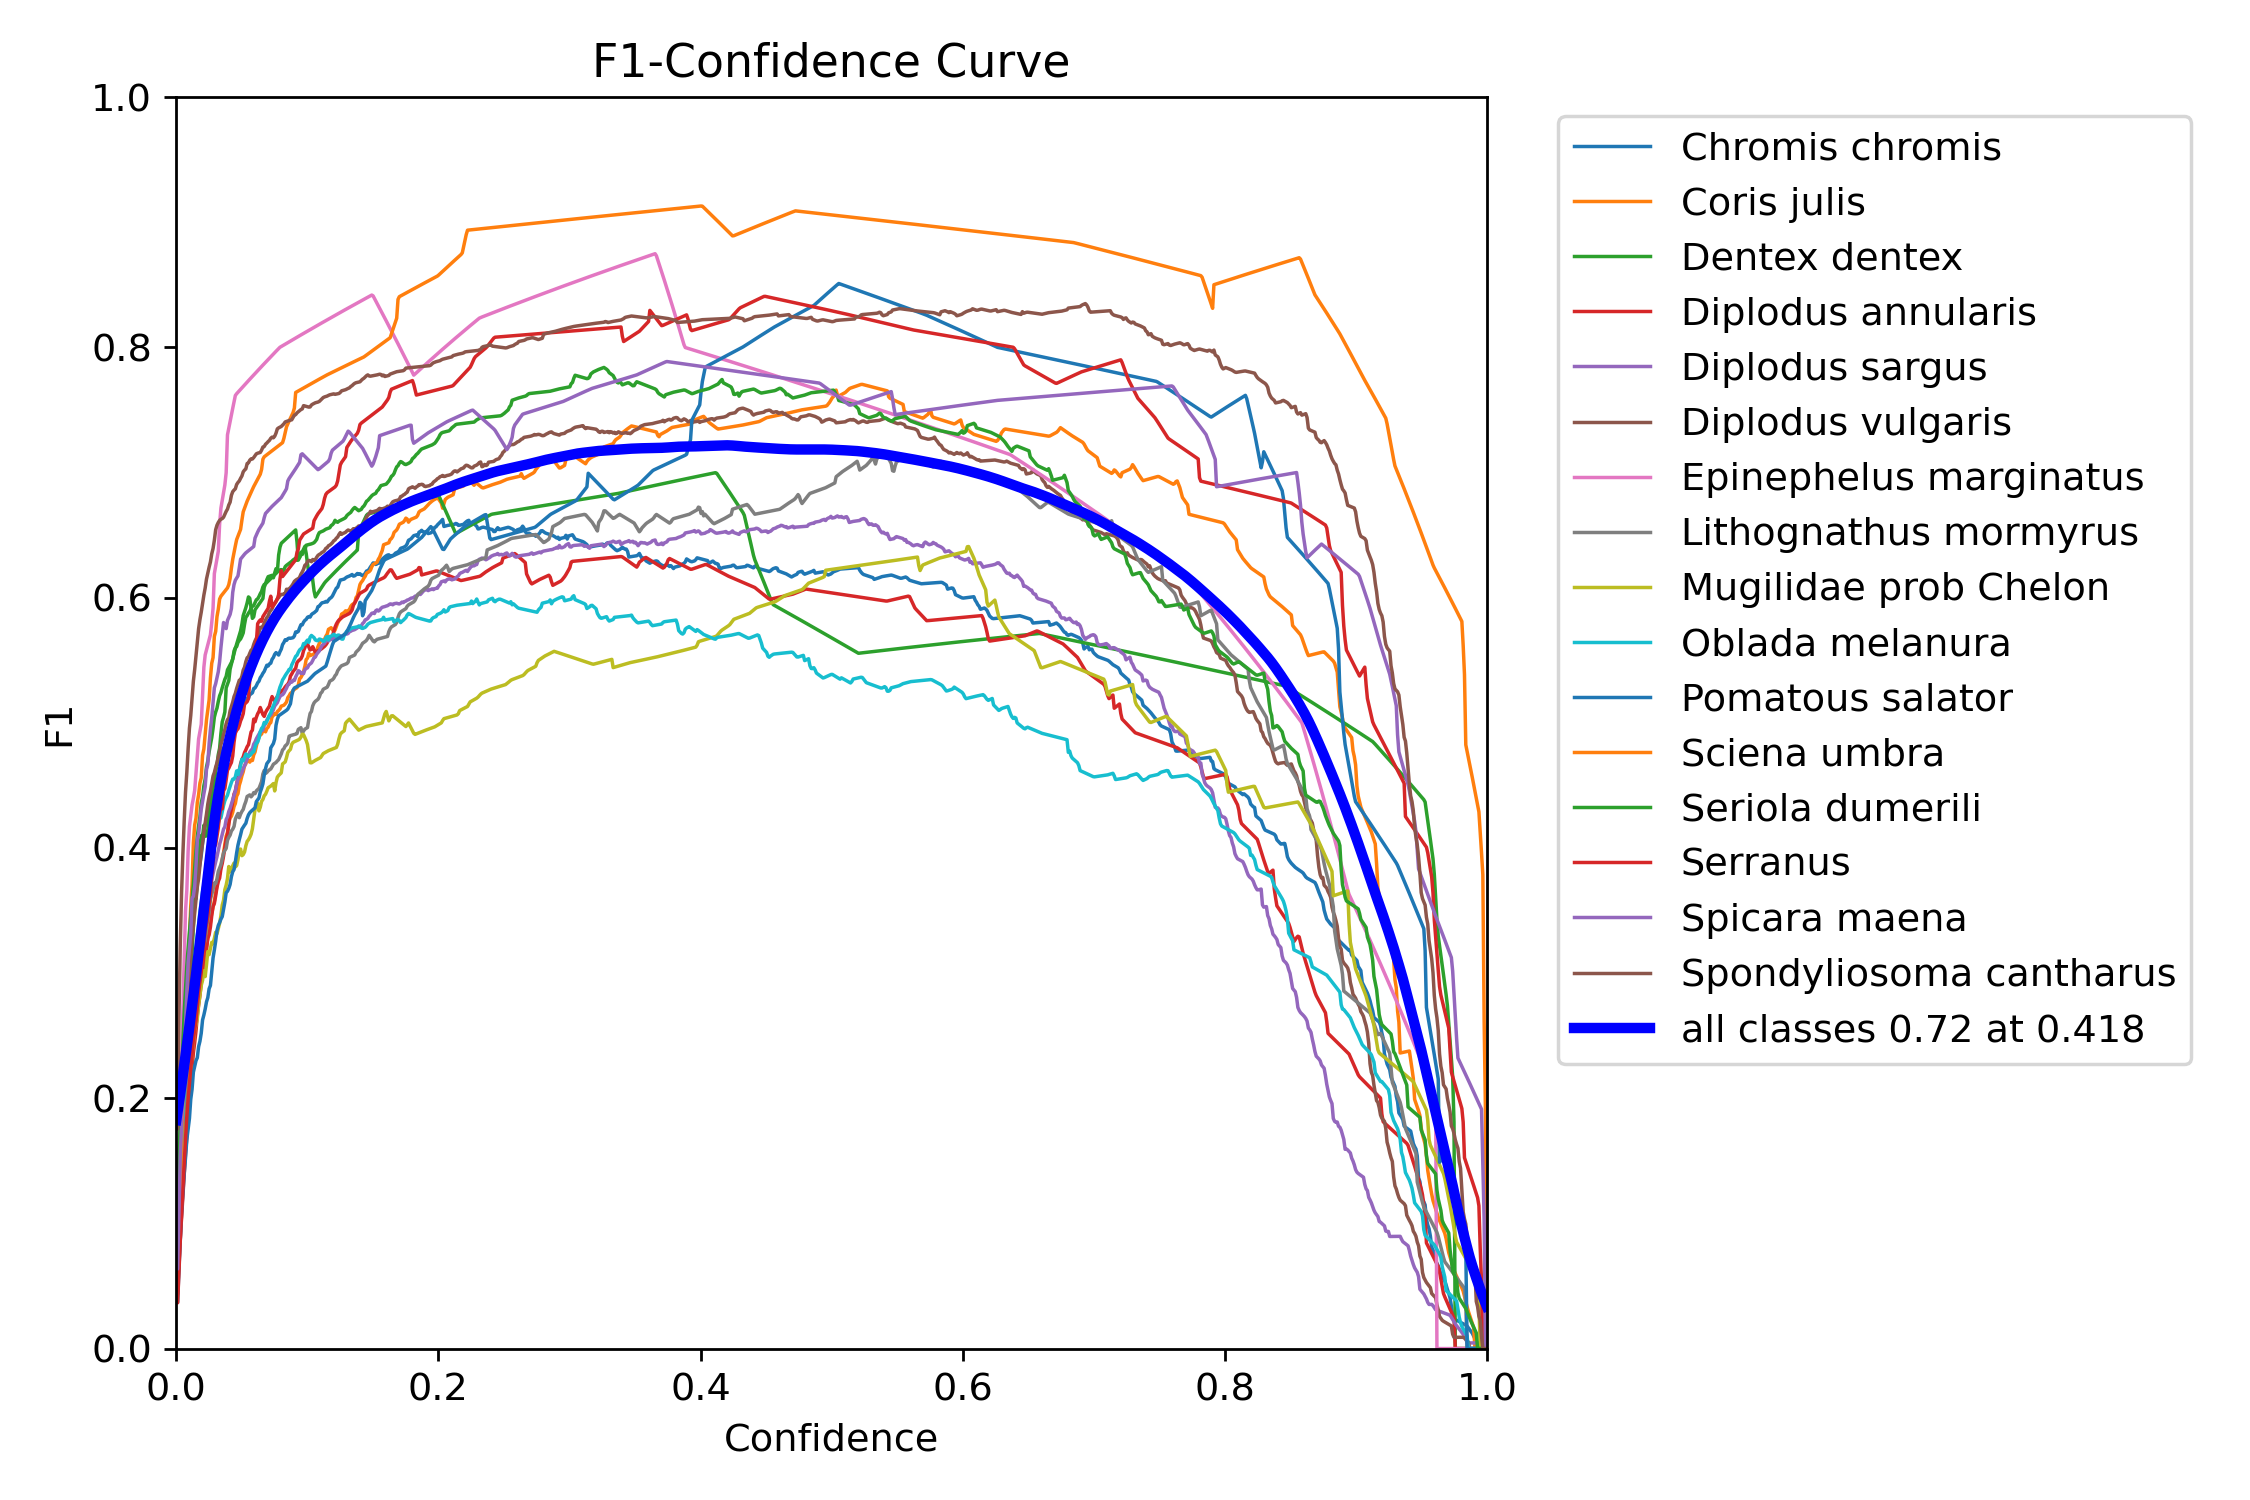 F1-Confidence Curve
1.0
0.8
0.6
0.4
0.2
0.0
F1
0.0 0.2 0.4 0.6 0.8 1.0
Confidence
Chromis chromis
Coris julis
Dentex dentex
Diplodus annularis
Diplodus sargus
Diplodus vulgaris
Epinephelus marginatus
Lithognathus mormyrus
Mugilidae prob Chelon
Oblada melanura
Pomatous salator
Sciena umbra
Seriola dumerili
Serranus
Spicara maena
Spondyliosoma cantharus
all classes 0.72 at 0.418